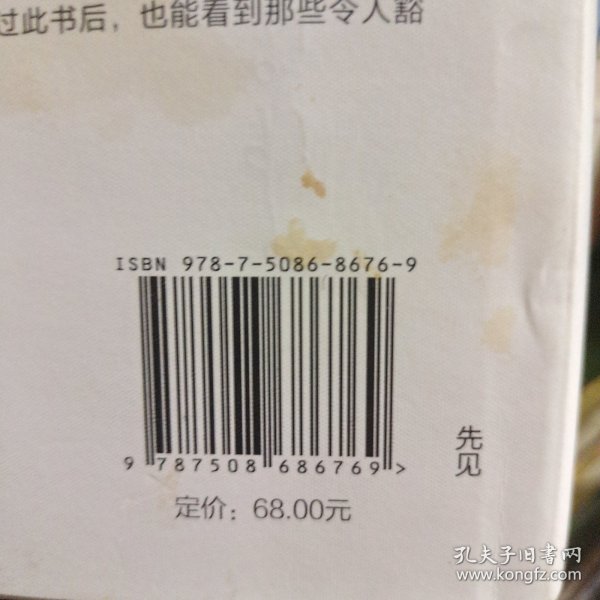 过此书后，也能看到那些令人豁
ISBN 978-7-5086-8676-9
9 787508 686769 >
定价：68.00元
先见
孔夫子旧书网
www.kongfz.com